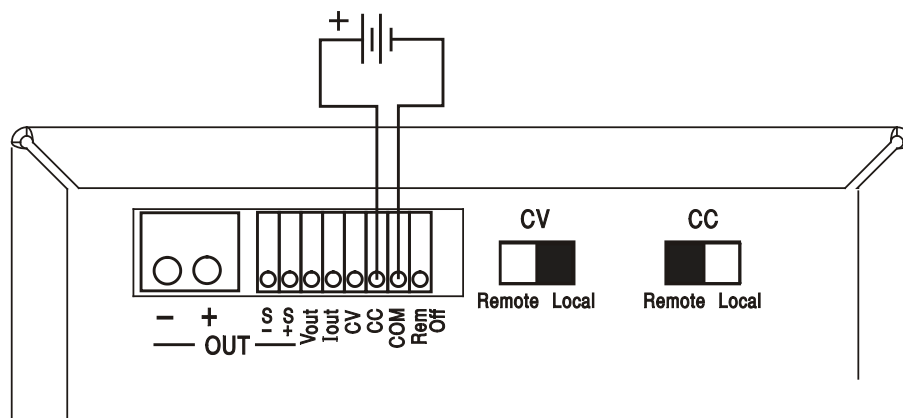 +
CV
CC
Remote Local
Remote Local
- +
S -
S +
Vout
Iout
CV
CC
COM
Rem Off
OUT